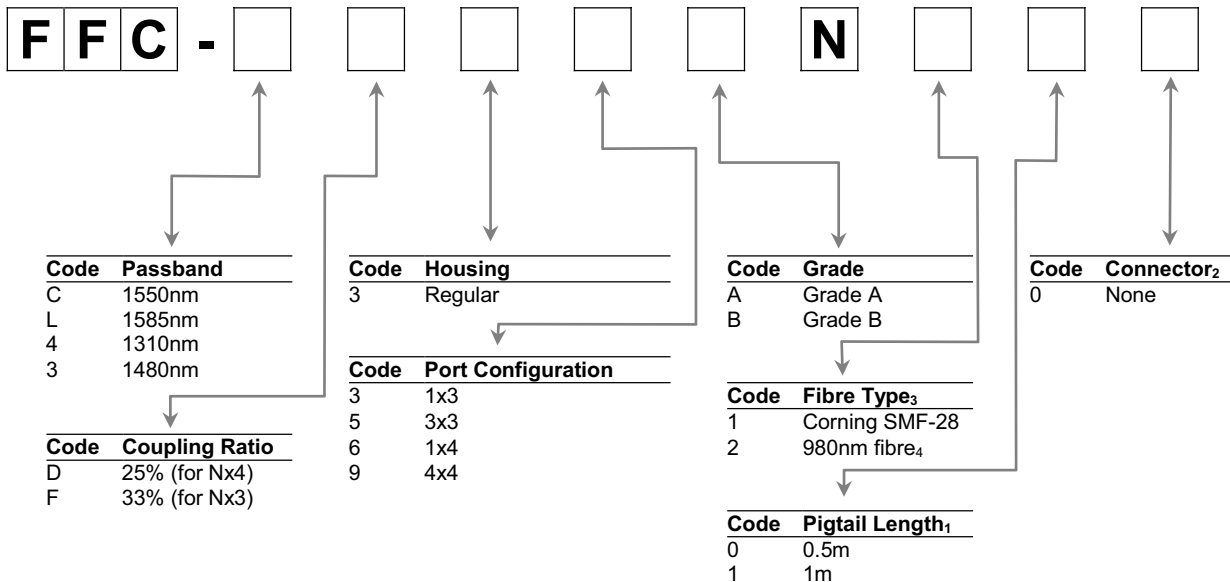 F F C - N
Code Passband
C 1550nm
L 1585nm
4 1310nm
3 1480nm
Code Coupling Ratio
D 25% (for Nx4)
F 33% (for Nx3)
Code Housing
3 Regular
Code Port Configuration
3 1x3
5 3x3
6 1x4
9 4x4
Code Grade
A Grade A
B Grade B
Code Fibre Type3
1 Corning SMF-28
2 980nm fibre4
Code Pigtail Length1
0 0.5m
1 1m
Code Connector2
0 None